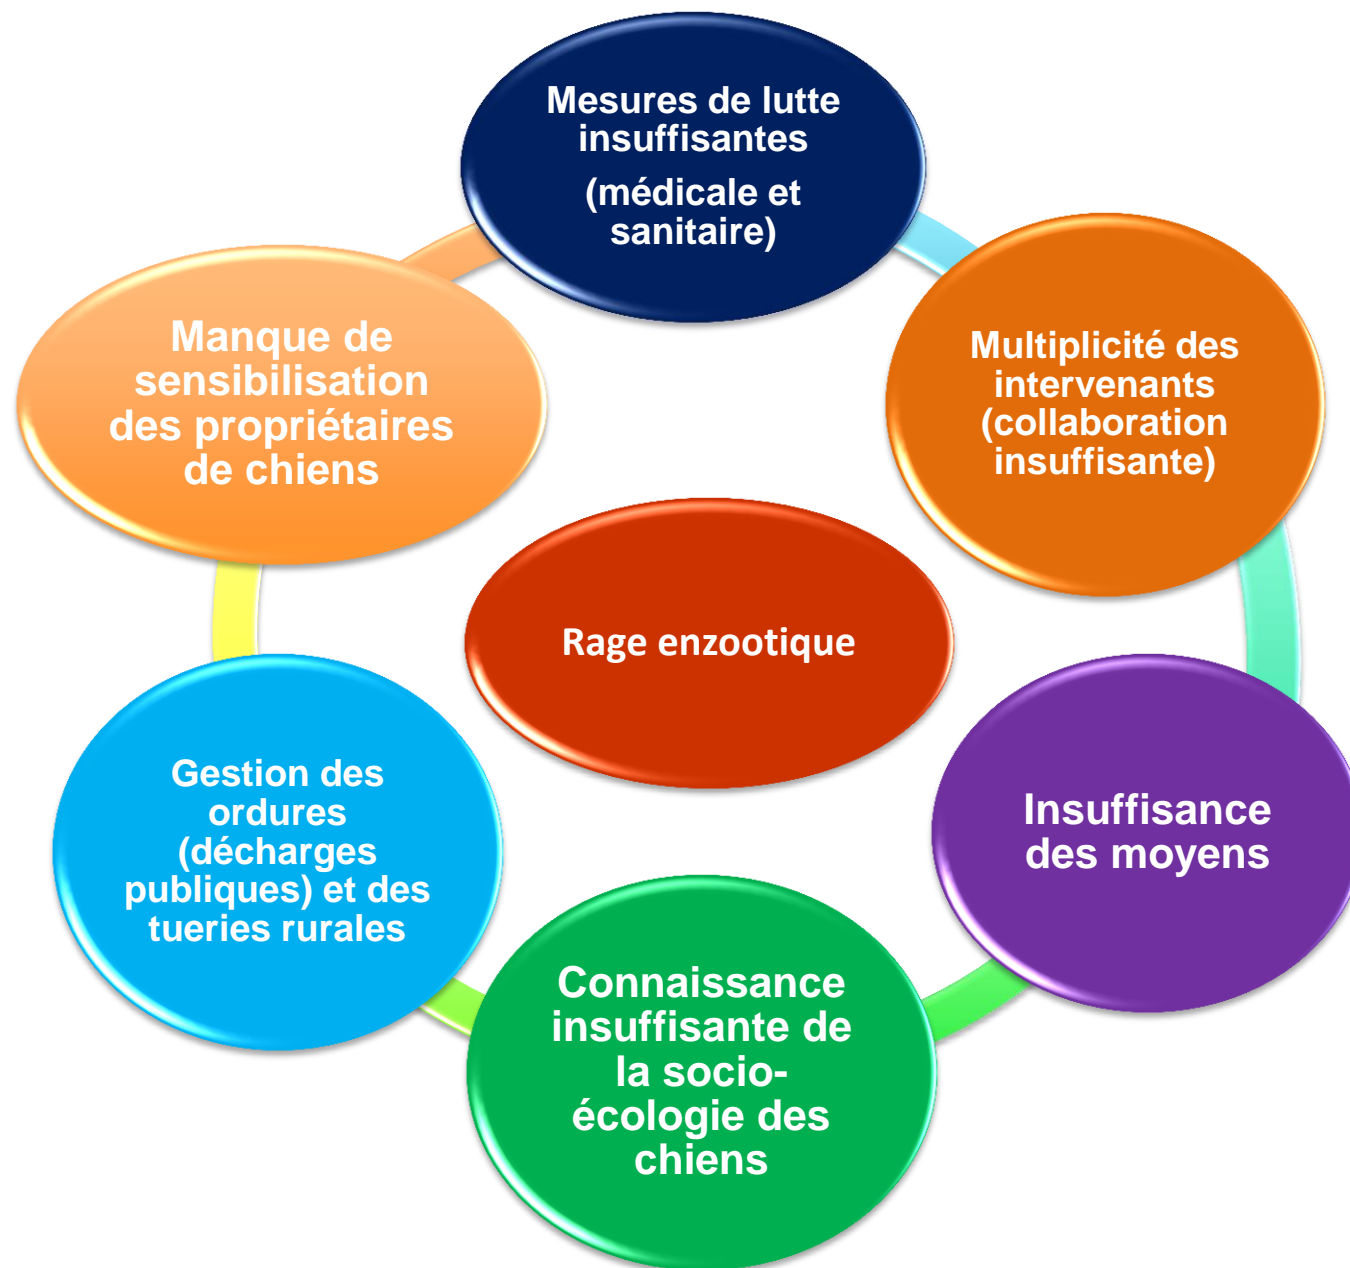 Mesures de lutte
insuffisantes
(médicale et
sanitaire)
Multiplicité des
intervenants
(collaboration
insuffisante)
Insuffisance
des moyens
Connaissance
insuffisante de
la socio-
écologie des
chiens
Gestion des
ordures
(décharges
publiques) et des
tueries rurales
Manque de
sensibilisation
des propriétaires
de chiens
Rage enzootique